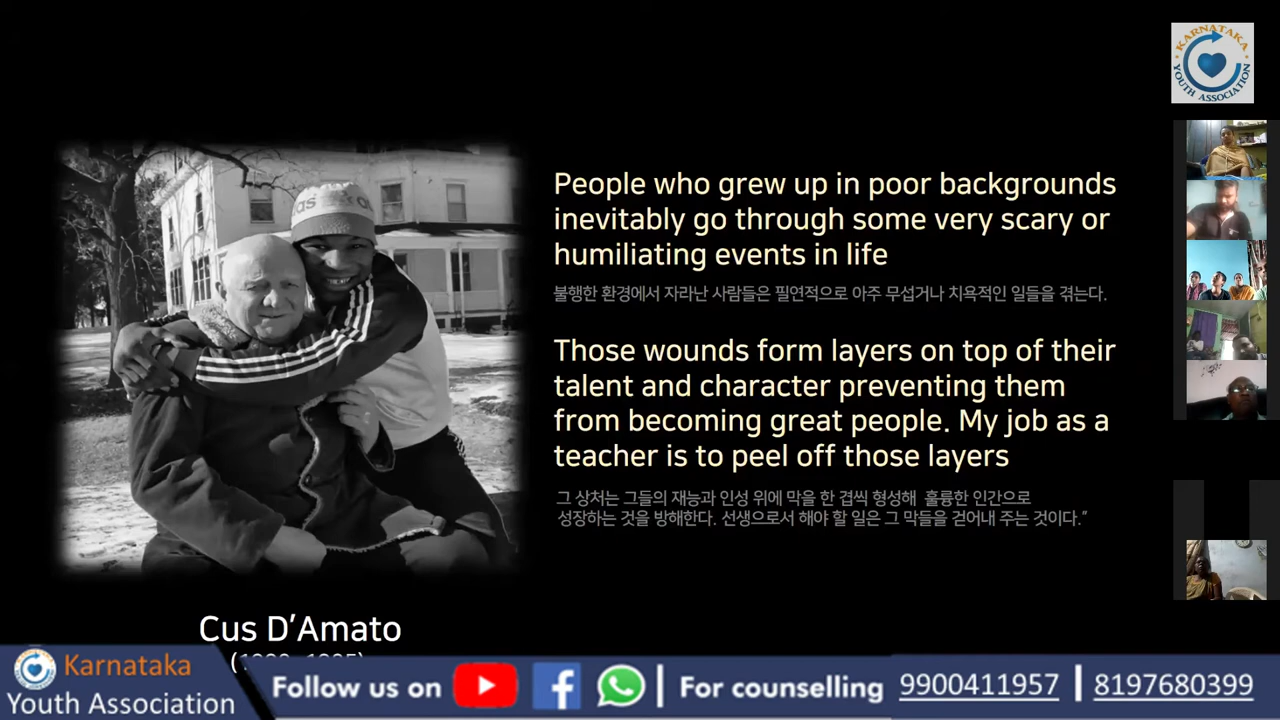 KARNATAKA
YOUTH ASSOCIATION
People who grew up in poor backgrounds
inevitably go through some very scary or
humiliating events in life
불행한 환경에서 자라난 사람들은 필연적으로 아주 무섭거나 치욕적인 일들을 겪는다.
Those wounds form layers on top of their
talent and character preventing them
from becoming great people. My job as a
teacher is to peel off those layers
그 상처는 그들의 재능과 인성 위에 막을 한 겹씩 형성해 훌륭한 인간으로
성장하는 것을 방해한다. 선생으로서 해야 할 일은 그 막들을 걷어내 주는 것이다.”
Cus D’Amato
Karnataka
Youth Association
Follow us on
For counselling
9900411957 | 8197680399